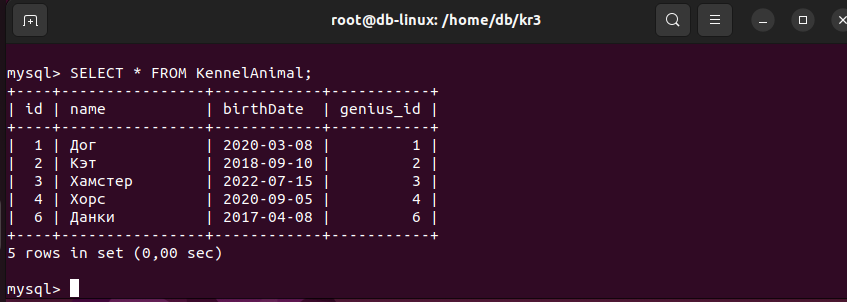 root@db-linux: /home/db/kr3
mysql> SELECT * FROM KennelAnimal;
+----+----------------+------------+-----------+
| id | name           | birthDate  | genius_id |
+----+----------------+------------+-----------+
|  1 | Дог            | 2020-03-08 |         1 |
|  2 | Кэт            | 2018-09-10 |         2 |
|  3 | Хамстер        | 2022-07-15 |         3 |
|  4 | Хорс           | 2020-09-05 |         4 |
|  6 | Данки          | 2017-04-08 |         6 |
+----+----------------+------------+-----------+
5 rows in set (0,00 sec)
mysql>